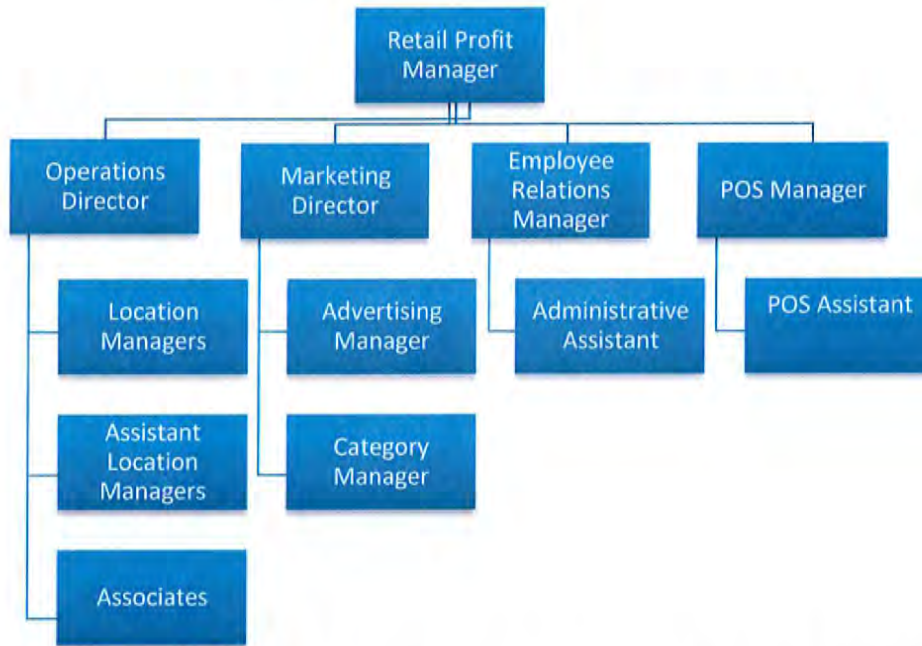 Retail Profit
Manager
Operations
Director
Marketing
Director
Employee
Relations
Manager
POS Manager
Location
Managers
Advertising
Manager
Administrative
Assistant
POS Assistant
Assistant
Location
Managers
Category
Manager
Associates